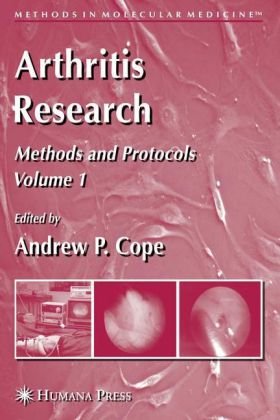 METHODS IN MOLECULAR MEDICINE™
Arthritis
Research
Methods and Protocols
Volume 1
Edited by
Andrew P. Cope
HUMANA PRESS